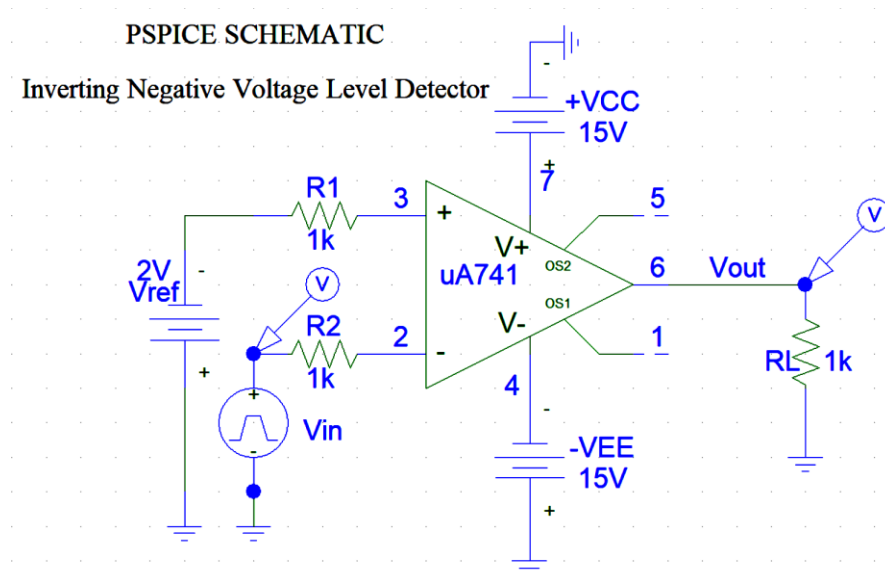 PSPICE SCHEMATIC
Inverting Negative Voltage Level Detector
-
+VCC
15V
+
7
R1
3
5
1k
+
V+
V
-
2V
Vref
V
uA741
OS2
6
Vout
R2
2
V-
OS1
1
-
RL
1k
1k
+
+
4
-
Vin
-VEE
15V
-
+